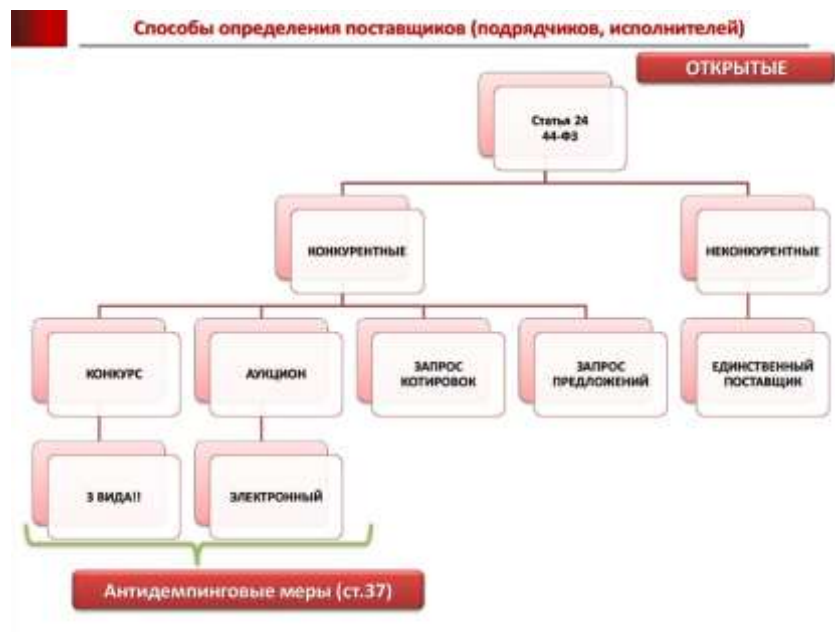 Способы определения поставщиков (подрядчиков, исполнителей)
ОТКРЫТЫЕ
Статья 24
44-ФЗ
КОНКУРЕНТНЫЕ
НЕКОНКУРЕНТНЫЕ
КОНКУРС
АУКЦИОН
ЗАПРОС
КОТИРОВОК
ЗАПРОС
ПРЕДЛОЖЕНИЙ
ЕДИНСТВЕННЫЙ
ПОСТАВЩИК
3 ВИДА!!
ЭЛЕКТРОННЫЙ
Антидемпинговые меры (ст.37)